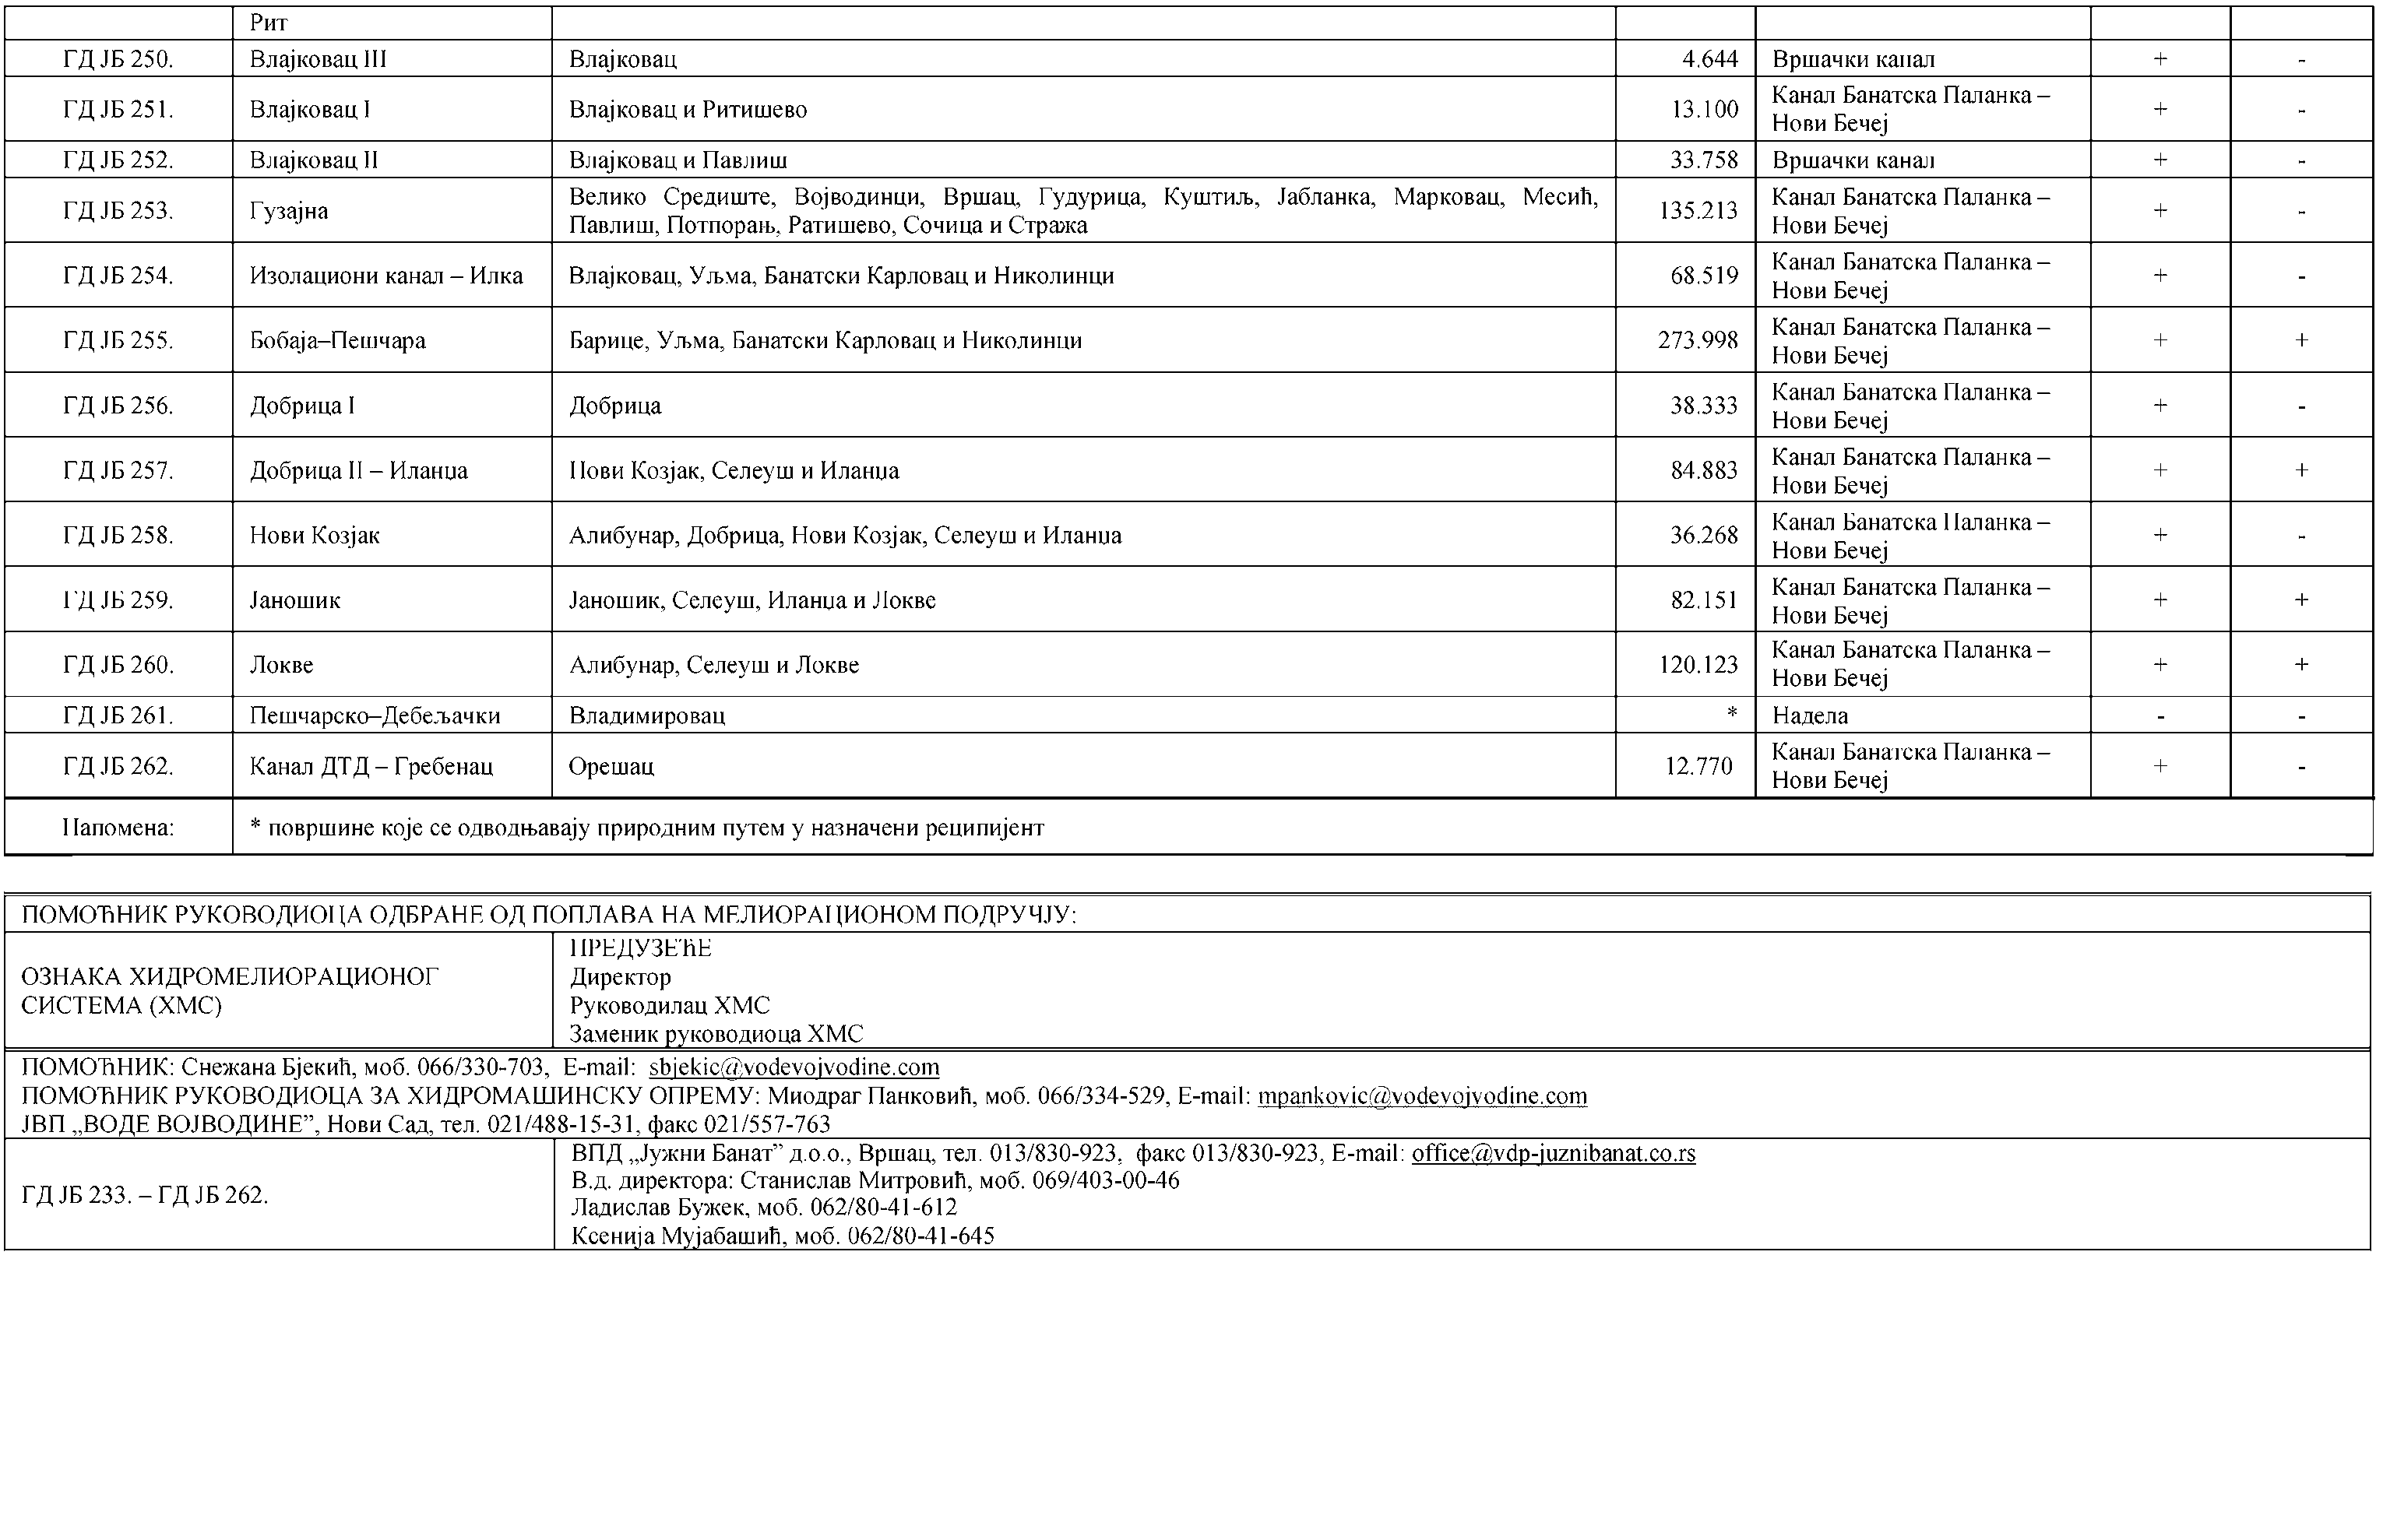 Рит
ГД ЈБ 250. Влајковац III Влајковац 4.644 Вршачки канал + -
ГД ЈБ 251. Влајковац I Влајковац и Ритишево 13.100 Канал Банатска Паланка –
Нови Бечеј + -
ГД ЈБ 252. Влајковац II Влајковац и Павлиш 33.758 Вршачки канал + -
ГД ЈБ 253. Гузајна Велико Средиште, Војводинци, Вршац, Гудурица, Куштиљ, Јабланка, Марковац, Месић,
Павлиш, Потпорањ, Ратишево, Сочица и Стража 135.213 Канал Банатска Паланка –
Нови Бечеј + -
ГД ЈБ 254. Изолациони канал – Илка Влајковац, Уљма, Банатски Карловац и Николинци 68.519 Канал Банатска Паланка –
Нови Бечеј + -
ГД ЈБ 255. Бобаја–Пешчара Барице, Уљма, Банатски Карловац и Николинци 273.998 Канал Банатска Паланка –
Нови Бечеј + +
ГД ЈБ 256. Добрица I Добрица 38.333 Канал Банатска Паланка –
Нови Бечеј + -
ГД ЈБ 257. Добрица II – Иланџа Нови Козјак, Селеуш и Иланџа 84.883 Канал Банатска Паланка –
Нови Бечеј + +
ГД ЈБ 258. Нови Козјак Алибунар, Добрица, Нови Козјак, Селеуш и Иланџа 36.268 Канал Банатска Паланка –
Нови Бечеј + -
ГД ЈБ 259. Јаношик Јаношик, Селеуш, Иланџа и Локве 82.151 Канал Банатска Паланка –
Нови Бечеј + +
ГД ЈБ 260. Локве Алибунар, Селеуш и Локве 120.123 Канал Банатска Паланка –
Нови Бечеј + +
ГД ЈБ 261. Пешчарско–Дебељачки Владимировац * Надела - -
ГД ЈБ 262. Канал ДТД – Гребенац Орешац 12.770 Канал Банатска Паланка –
Нови Бечеј + -
Напомена: * површине које се одводњавају природним путем у назначени реципијент
ПОМОЋНИК РУКОВОДИОЦА ОДБРАНЕ ОД ПОПЛАВА НА МЕЛИОРАЦИОНОМ ПОДРУЧЈУ:
ОЗНАКА ХИДРОМЕЛИОРАЦИОНОГ
СИСТЕМА (ХМС)
ПРЕДУЗЕЋЕ
Директор
Руководилац ХМС
Заменик руководиоца ХМС
ПОМОЋНИК: Снежана Бјекић, моб. 066/330-703, E-mail: sbjekic@vodevojvodine.com
ПОМОЋНИК РУКОВОДИОЦА ЗА ХИДРОМАШИНСКУ ОПРЕМУ: Миодраг Панковић, моб. 066/334-529, E-mail: mpankovic@vodevojvodine.com
ЈВП „ВОДЕ ВОЈВОДИНЕ”, Нови Сад, тел. 021/488-15-31, факс 021/557-763
ГД ЈБ 233. – ГД ЈБ 262.
ВПД „Јужни Банат” д.о.о., Вршац, тел. 013/830-923, факс 013/830-923, E-mail: office@vdp-juznibanat.co.rs
В.д. директора: Станислав Митровић, моб. 069/403-00-46
Ладислав Бужек, моб. 062/80-41-612
Ксенија Мујабашић, моб. 062/80-41-645